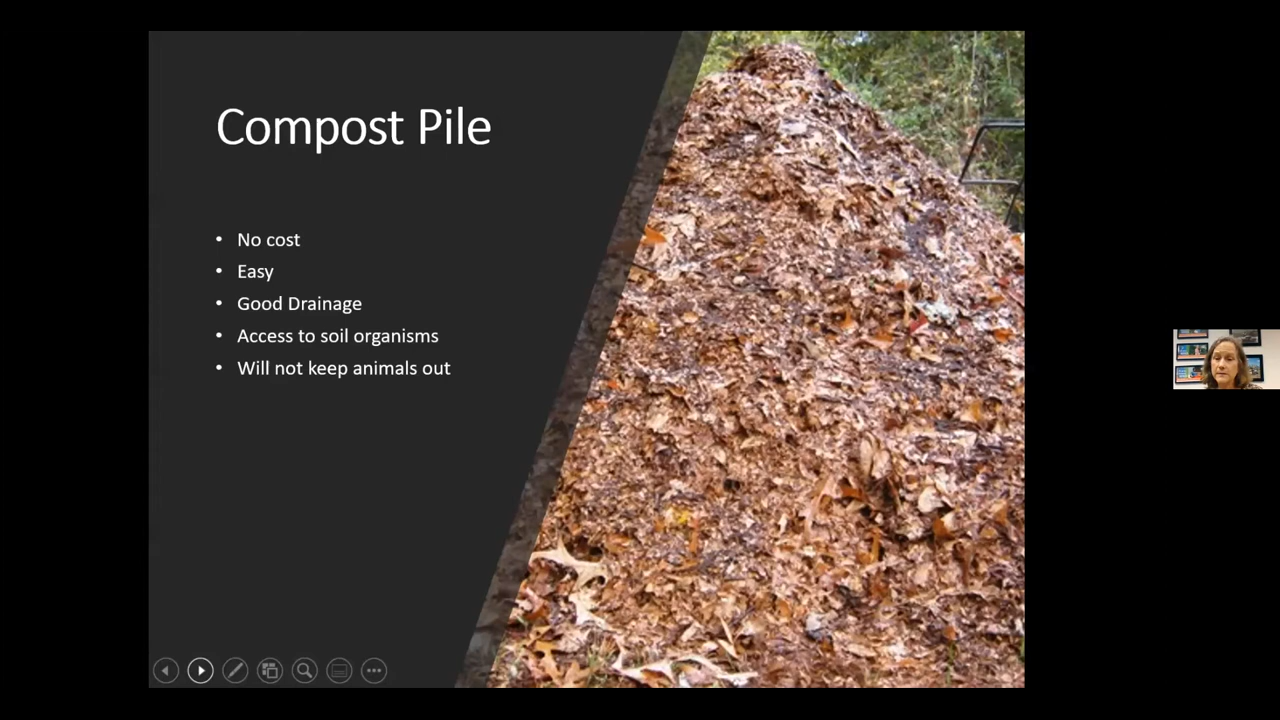 Compost Pile
• No cost
• Easy
• Good Drainage
• Access to soil organisms
• Will not keep animals out